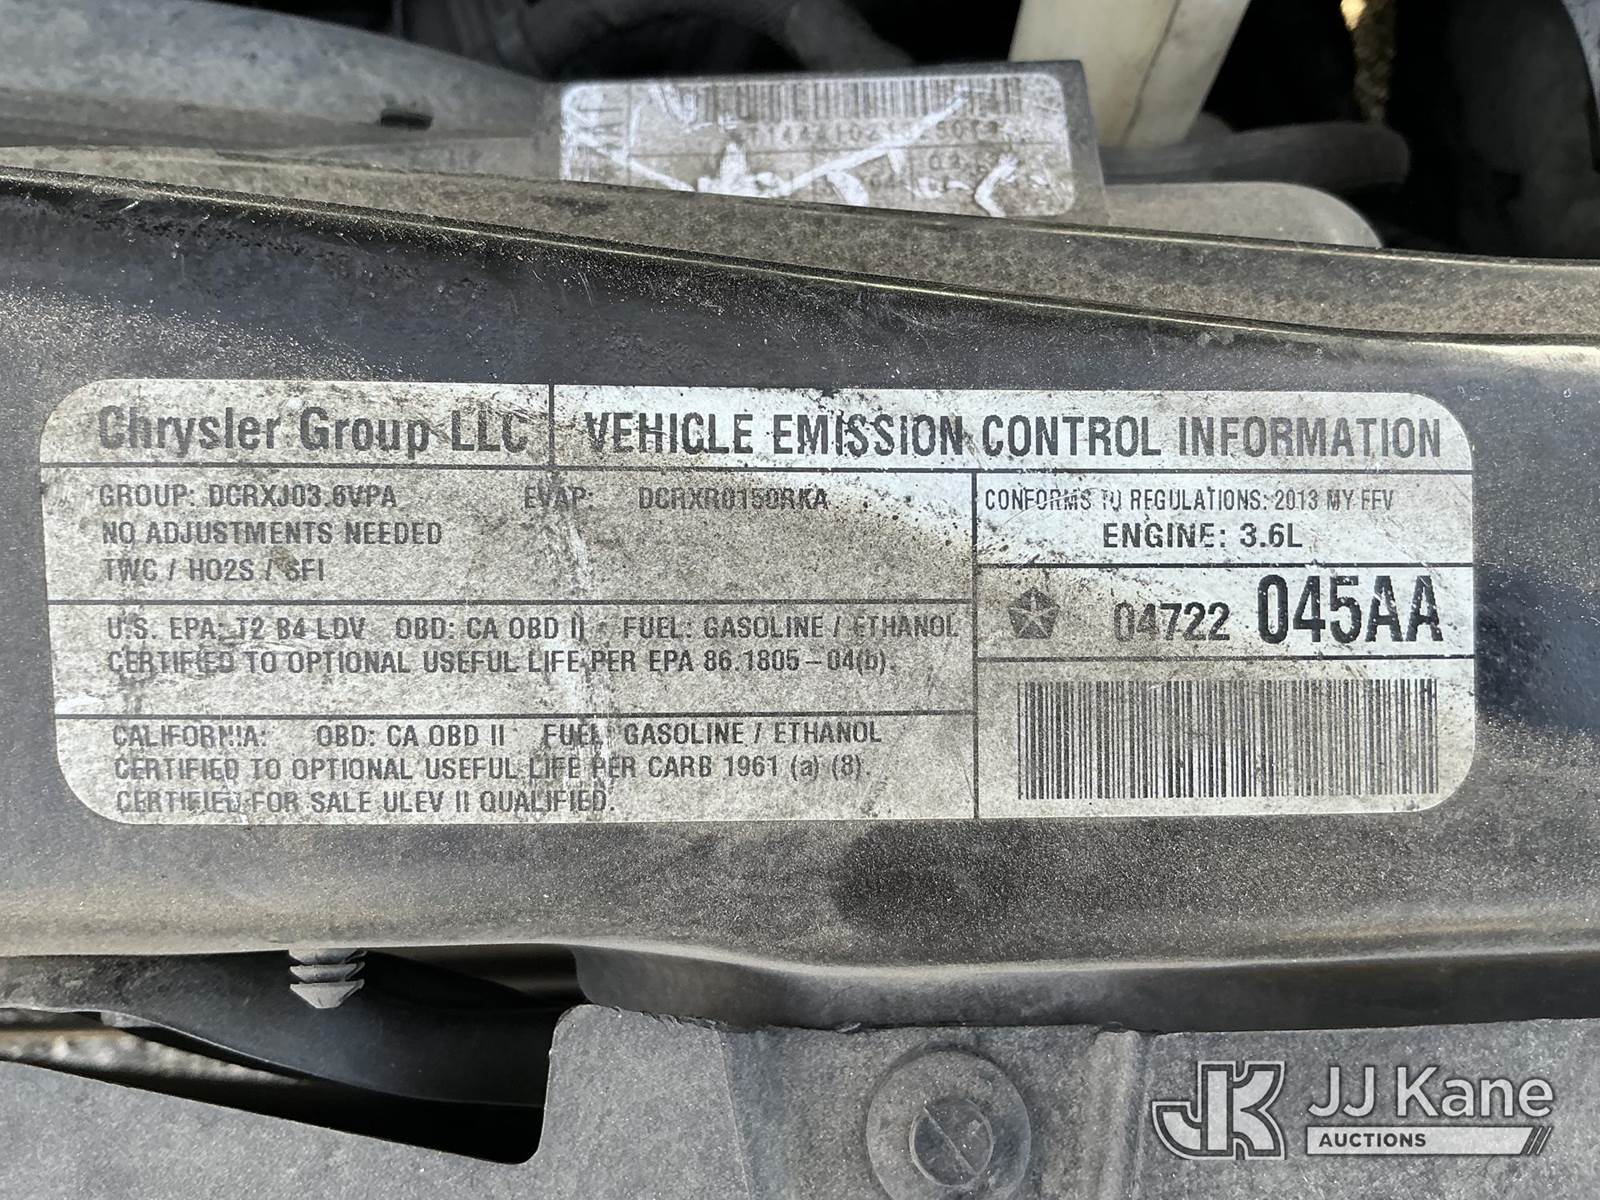 Chrysler Group LLC
VEHICLE EMISSION CONTROL INFORMATION
GROUP: DCRXJ03.6VPA EVAP: DCRXR0150RKA
NO ADJUSTMENTS NEEDED
TWC / HO2S / SFI
CONFORMS TO REGULATIONS: 2013 MY FFV
ENGINE: 3.6L
U.S. EPA: T2 B4 LDV OBD: CA OBD II FUEL: GASOLINE / ETHANOL
CERTIFIED TO OPTIONAL USEFUL LIFE PER EPA 86.1805-04(b).
04722 045AA
CALIFORNIA: OBD: CA OBD II FUEL: GASOLINE / ETHANOL
CERTIFIED TO OPTIONAL USEFUL LIFE PER CARB 1961 (a) (8).
CERTIFIED FOR SALE ULEV II QUALIFIED.
JK JJ Kane
AUCTIONS